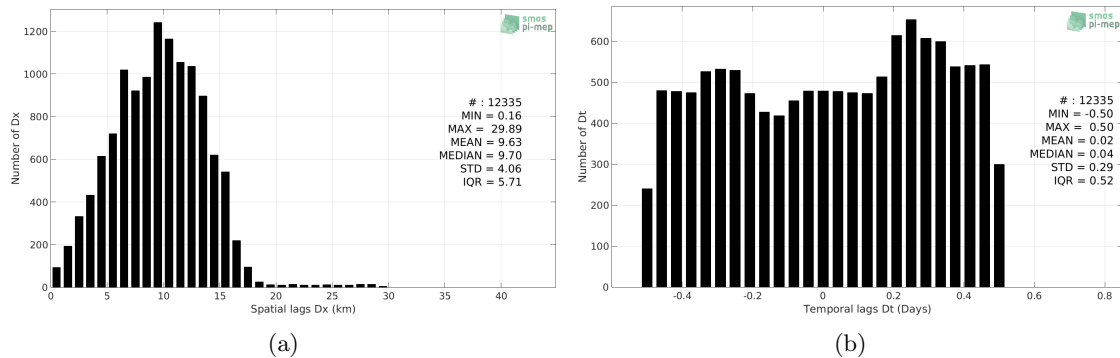 smos
pi-mep
1200
1000
800
600
400
200
0
Number of Dx
# : 12335
MIN = 0.16
MAX = 29.89
MEAN = 9.63
MEDIAN = 9.70
STD = 4.06
IQR = 5.71
0 5 10 15 20 25 30 35 40
Spatial lags Dx (km)
(a)
smos
pi-mep
600
500
400
300
200
100
0
Number of Dt
# : 12335
MIN = -0.50
MAX = 0.50
MEAN = 0.02
MEDIAN = 0.04
STD = 0.29
IQR = 0.52
-0.4 -0.2 0 0.2 0.4 0.6 0.8
Temporal lags Dt (Days)
(b)